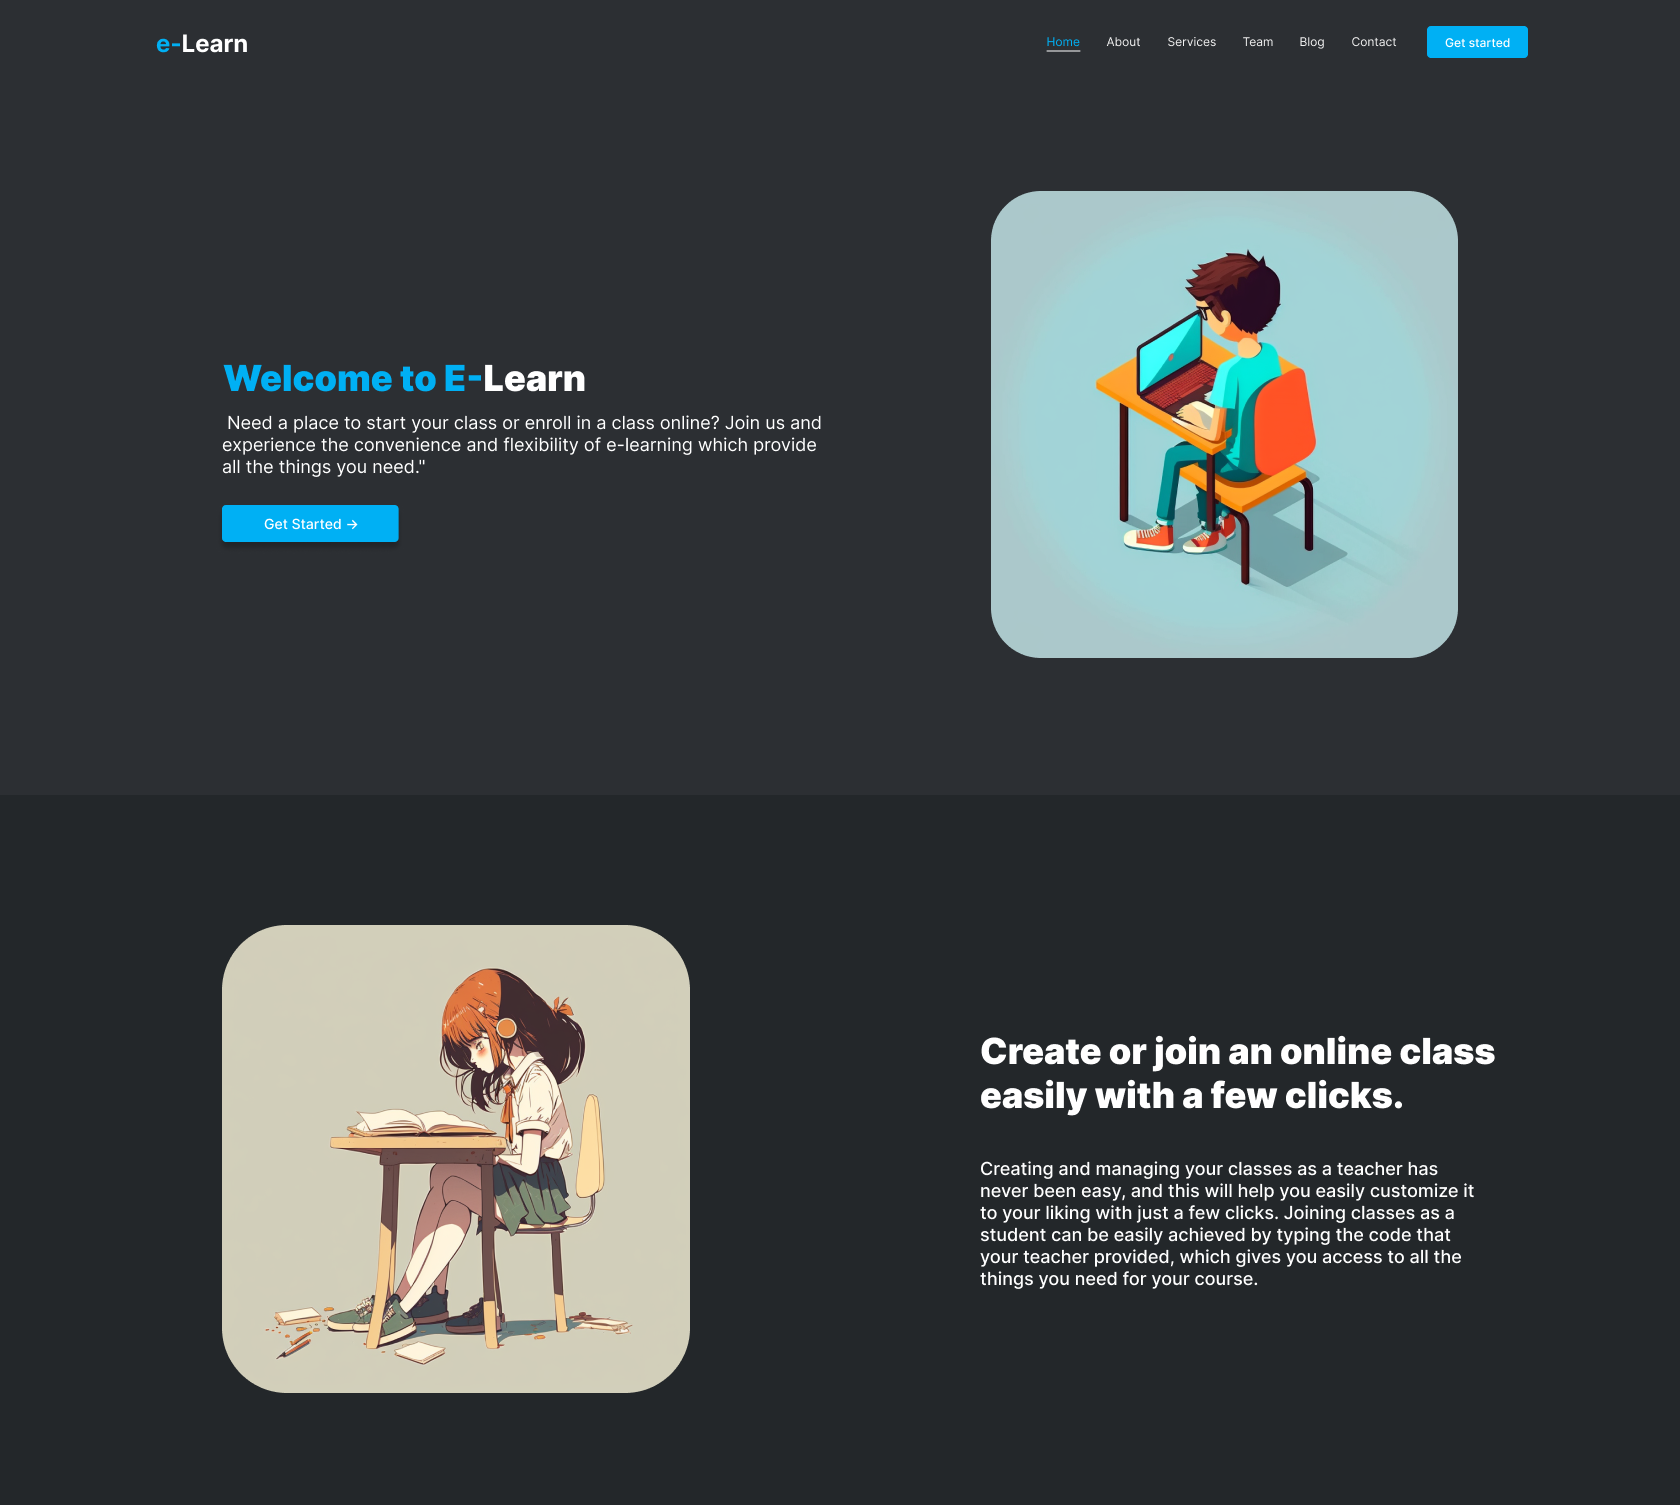 e-Learn
Home About Services Team Blog Contact Get started
Welcome to E-Learn
Need a place to start your class or enroll in a class online? Join us and
experience the convenience and flexibility of e-learning which provide
all the things you need."
Get Started →
Create or join an online class
easily with a few clicks.
Creating and managing your classes as a teacher has
never been easy, and this will help you easily customize it
to your liking with just a few clicks. Joining classes as a
student can be easily achieved by typing the code that
your teacher provided, which gives you access to all the
things you need for your course.